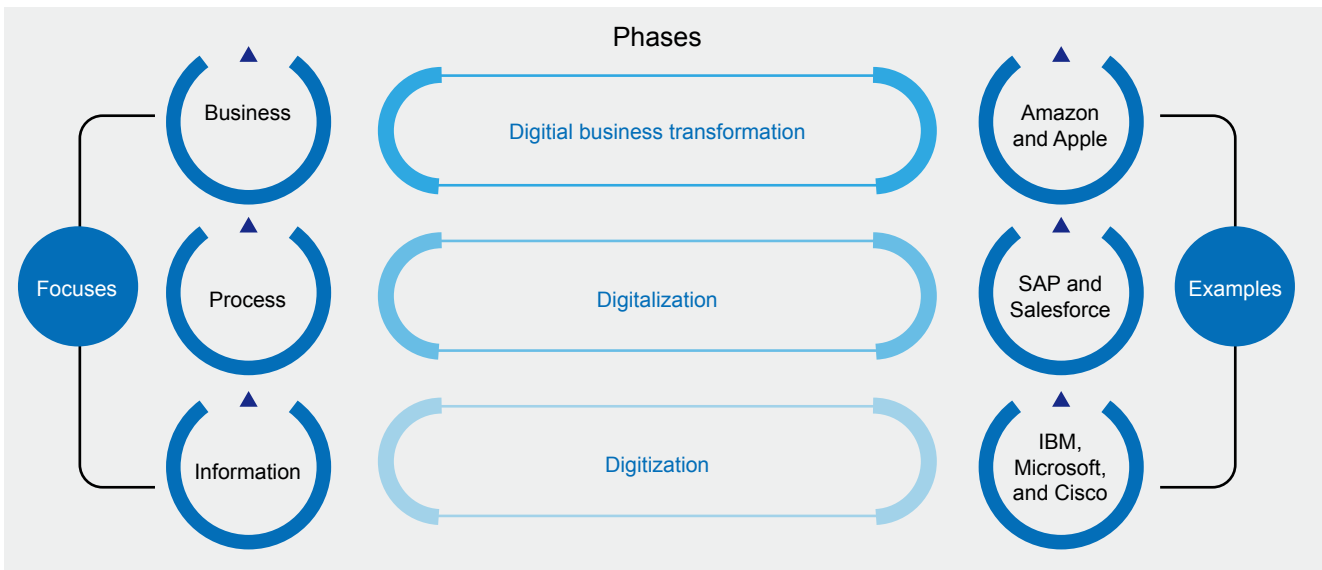 Phases
Business
Digitial business transformation
Amazon
and Apple
Focuses
Process
Digitalization
SAP and
Salesforce
Examples
Information
Digitization
IBM,
Microsoft,
and Cisco